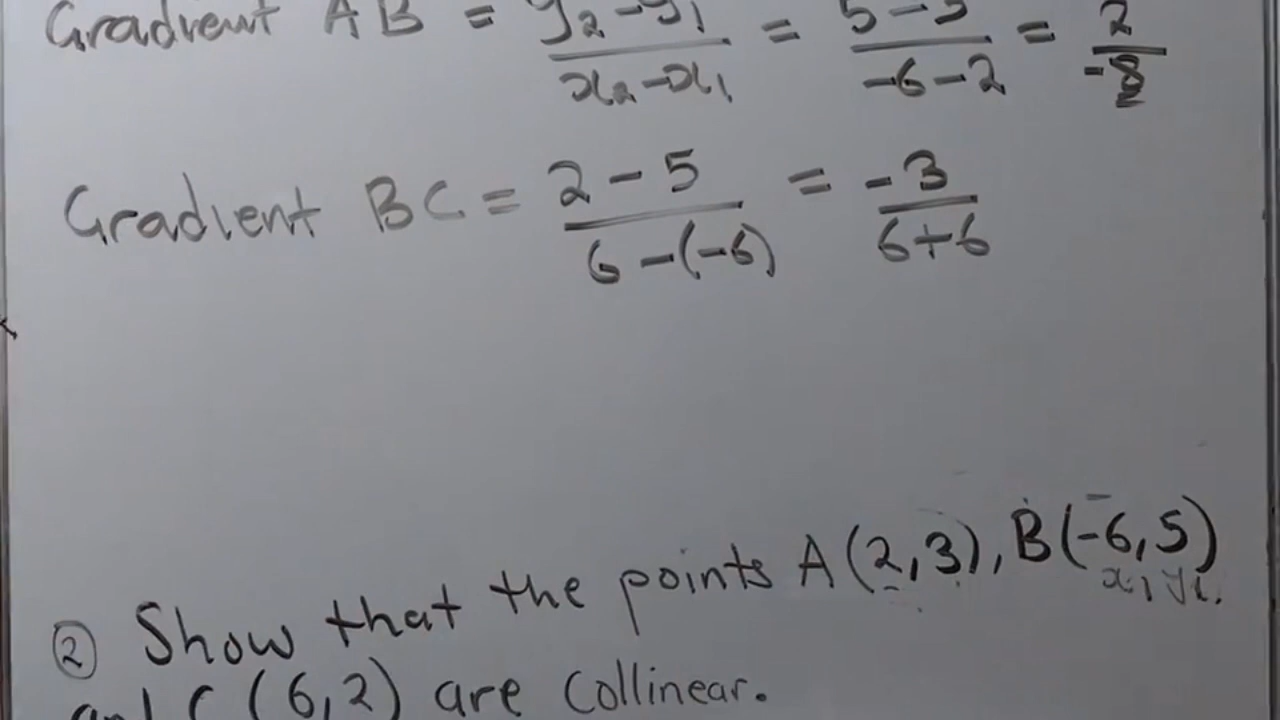 Gradient AB = y₂-y₁/x₂-x₁ = 5-3/-6-2 = 2/-8
Gradient BC = 2-5/6-(-6) = -3/6+6
② Show that the points A(2,3), B(-6,5)
x₁ y₁
and C (6,2) are Collinear.